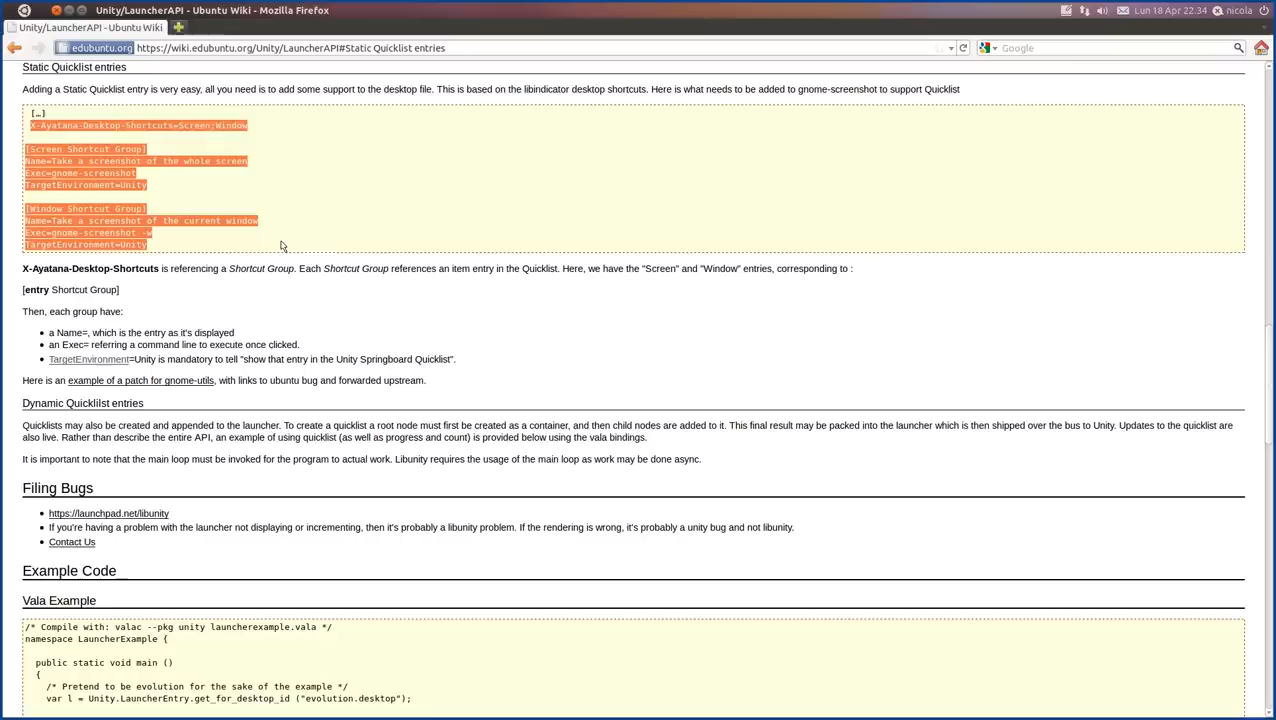 Unity/LauncherAPI - Ubuntu Wiki - Mozilla Firefox
Lun 18 Apr 22.34 nicola
Unity/LauncherAPI - Ubuntu Wiki
edubuntu.org https://wiki.edubuntu.org/Unity/LauncherAPI#Static Quicklist entries
Google
Static Quicklist entries
Adding a Static Quicklist entry is very easy, all you need is to add some support to the desktop file. This is based on the libindicator desktop shortcuts. Here is what needs to be added to gnome-screenshot to support Quicklist
[…]
X-Ayatana-Desktop-Shortcuts=Screen;Window
[Screen Shortcut Group]
Name=Take a screenshot of the whole screen
Exec=gnome-screenshot
TargetEnvironment=Unity
[Window Shortcut Group]
Name=Take a screenshot of the current window
Exec=gnome-screenshot -w
TargetEnvironment=Unity
X-Ayatana-Desktop-Shortcuts is referencing a Shortcut Group. Each Shortcut Group references an item entry in the Quicklist. Here, we have the "Screen" and "Window" entries, corresponding to :
[entry Shortcut Group]
Then, each group have:
a Name=, which is the entry as it's displayed
an Exec= referring a command line to execute once clicked.
TargetEnvironment=Unity is mandatory to tell "show that entry in the Unity Springboard Quicklist".
Here is an example of a patch for gnome-utils, with links to ubuntu bug and forwarded upstream.
Dynamic Quicklilst entries
Quicklists may also be created and appended to the launcher. To create a quicklist a root node must first be created as a container, and then child nodes are added to it. This final result may be packed into the launcher which is then shipped over the bus to Unity. Updates to the quicklist are
also live. Rather than describe the entire API, an example of using quicklist (as well as progress and count) is provided below using the vala bindings.
It is important to note that the main loop must be invoked for the program to actual work. Libunity requires the usage of the main loop as work may be done async.
Filing Bugs
https://launchpad.net/libunity
If you're having a problem with the launcher not displaying or incrementing, then it's probably a libunity problem. If the rendering is wrong, it's probably a unity bug and not libunity.
Contact Us
Example Code
Vala Example
/* Compile with: valac --pkg unity launcherexample.vala */
namespace LauncherExample {
public static void main ()
{
/* Pretend to be evolution for the sake of the example */
var l = Unity.LauncherEntry.get_for_desktop_id ("evolution.desktop");